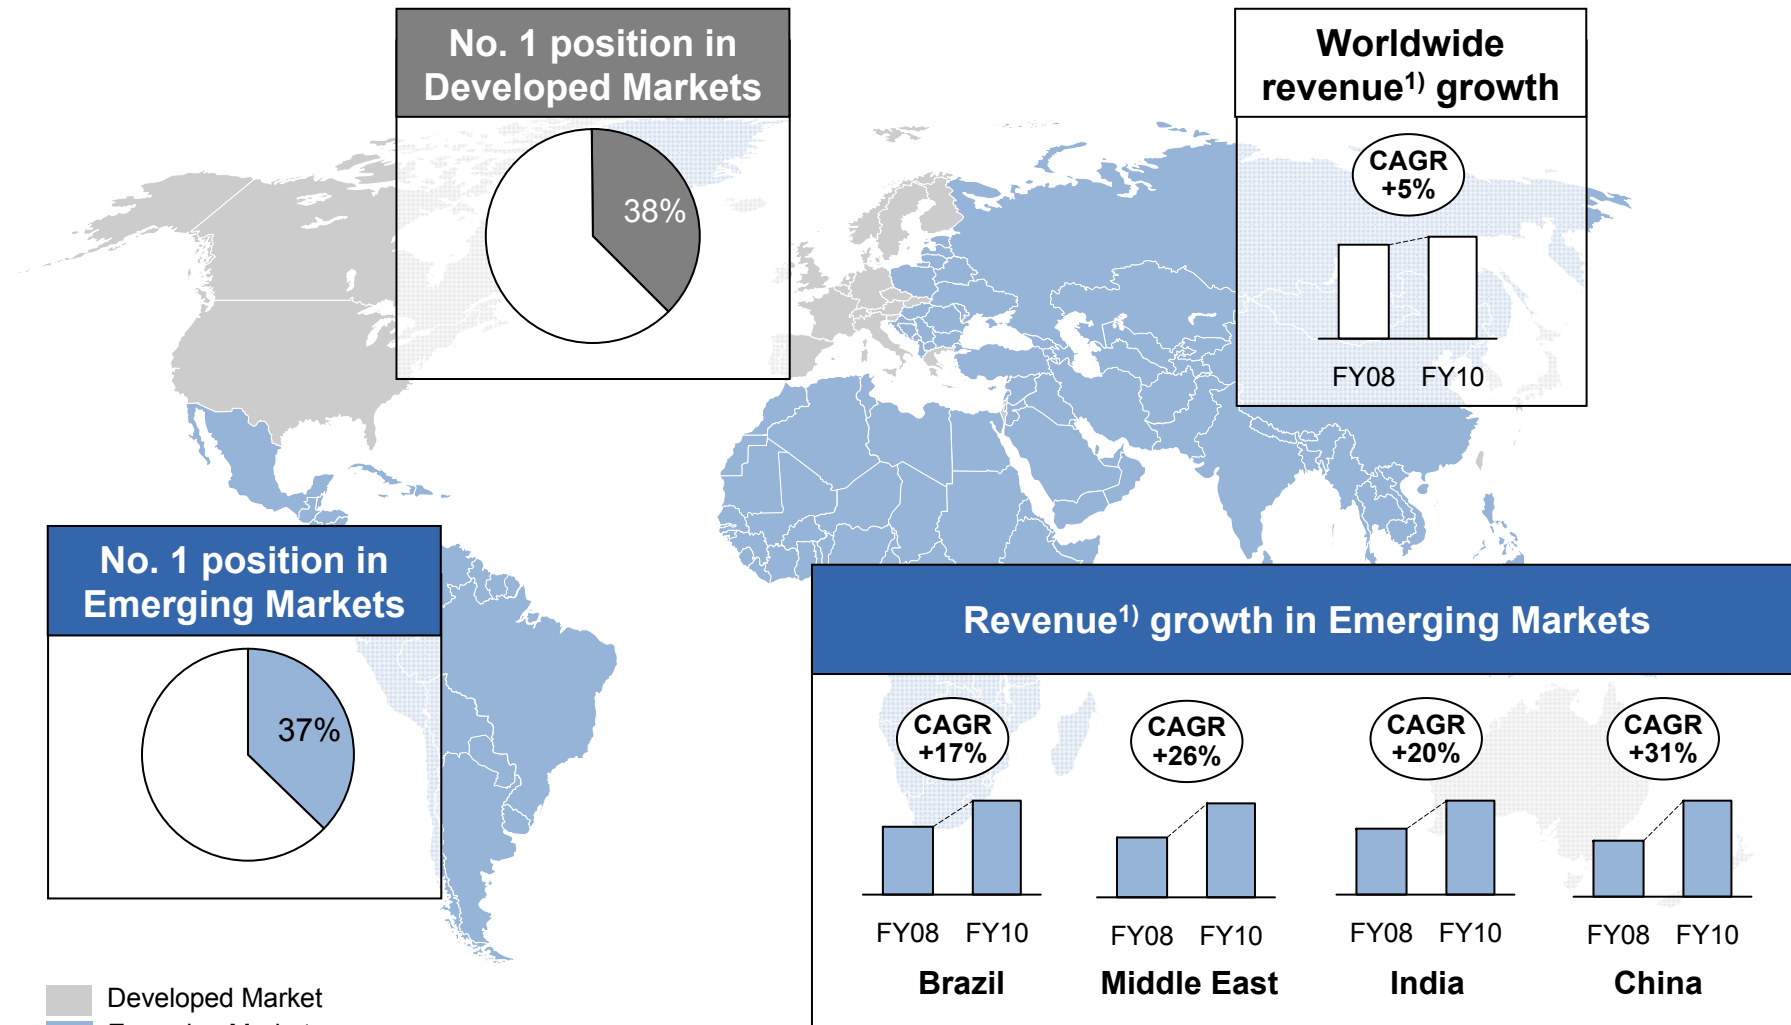 No. 1 position in
Developed Markets
38%
Worldwide
revenue1) growth
CAGR
+5%
FY08 FY10
No. 1 position in
Emerging Markets
37%
Revenue1) growth in Emerging Markets
CAGR
+17%
FY08 FY10
Brazil
CAGR
+26%
FY08 FY10
Middle East
CAGR
+20%
FY08 FY10
India
CAGR
+31%
FY08 FY10
China
Developed Market
Emerging Market